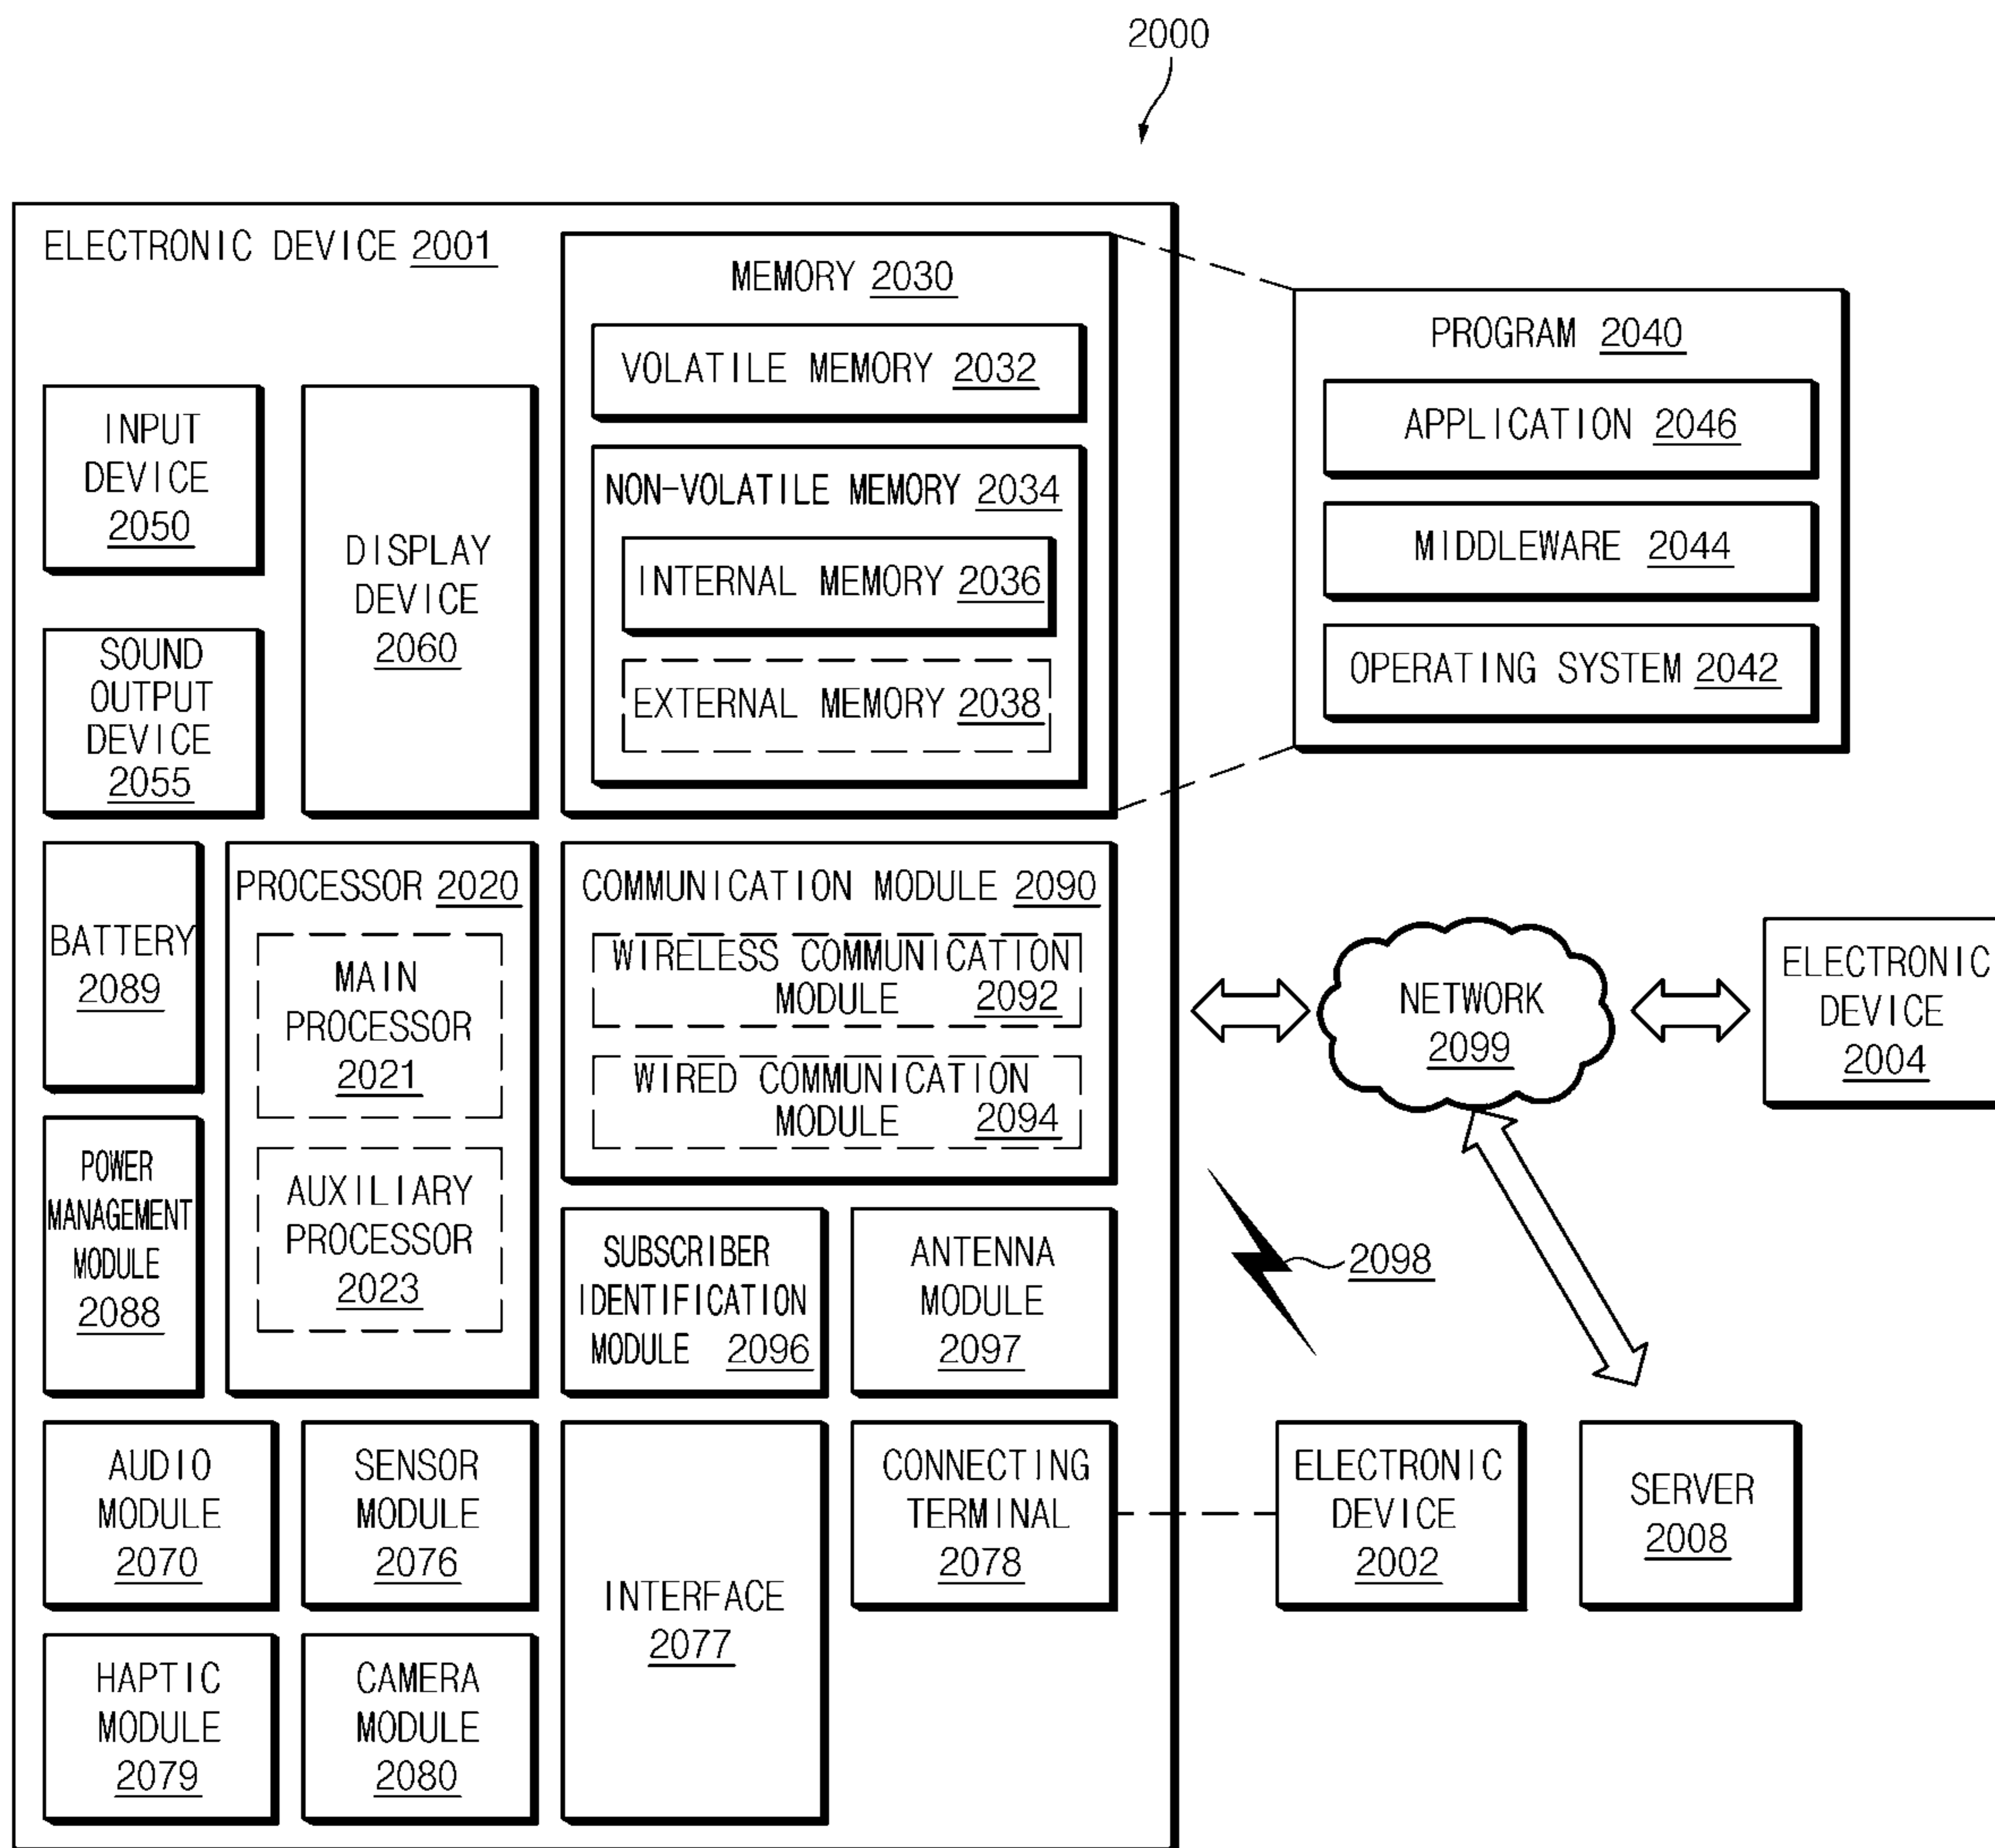 2000
ELECTRONIC DEVICE 2001
MEMORY 2030
VOLATILE MEMORY 2032
NON-VOLATILE MEMORY 2034
INTERNAL MEMORY 2036
EXTERNAL MEMORY 2038
PROGRAM 2040
APPLICATION 2046
MIDDLEWARE 2044
OPERATING SYSTEM 2042
INPUT
DEVICE
2050
DISPLAY
DEVICE
2060
SOUND
OUTPUT
DEVICE
2055
BATTERY
2089
PROCESSOR 2020
MAIN
PROCESSOR
2021
AUXILIARY
PROCESSOR
2023
COMMUNICATION MODULE 2090
WIRELESS COMMUNICATION
MODULE 2092
WIRED COMMUNICATION
MODULE 2094
NETWORK
2099
ELECTRONIC
DEVICE
2004
POWER
MANAGEMENT
MODULE
2088
SUBSCRIBER
IDENTIFICATION
MODULE 2096
ANTENNA
MODULE
2097
2098
AUDIO
MODULE
2070
SENSOR
MODULE
2076
INTERFACE
2077
CONNECTING
TERMINAL
2078
ELECTRONIC
DEVICE
2002
SERVER
2008
HAPTIC
MODULE
2079
CAMERA
MODULE
2080